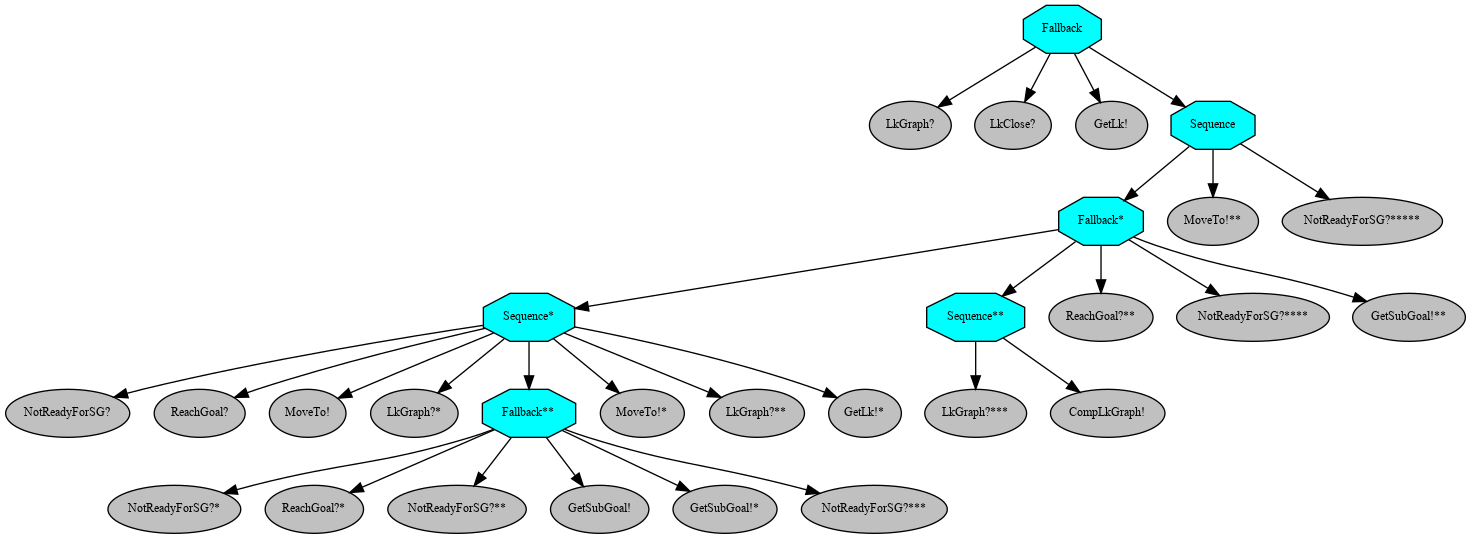 Fallback
LkGraph?
LkClose?
GetLk!
Sequence
Fallback*
MoveTo!**
NotReadyForSG?*****
Sequence*
Sequence**
ReachGoal?**
NotReadyForSG?****
GetSubGoal!**
NotReadyForSG?
ReachGoal?
MoveTo!
LkGraph?*
Fallback**
MoveTo!*
LkGraph?**
GetLk!*
LkGraph?***
CompLkGraph!
NotReadyForSG?*
ReachGoal?*
NotReadyForSG?**
GetSubGoal!
GetSubGoal!*
NotReadyForSG?***